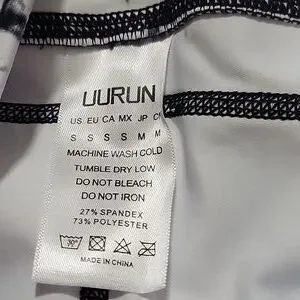 UURUN
US EU CA MX JP CN
S S S S M M
MACHINE WASH COLD
TUMBLE DRY LOW
DO NOT BLEACH
DO NOT IRON
27% SPANDEX
73% POLYESTER
30°
MADE IN CHINA